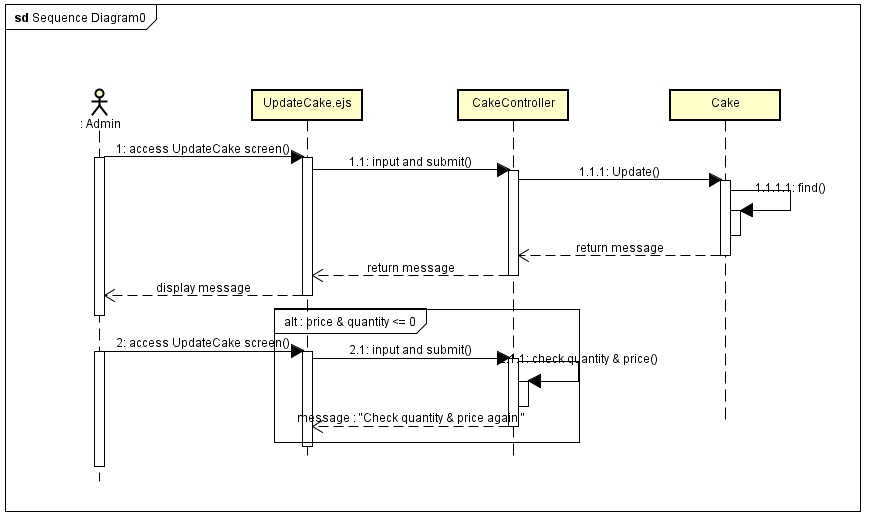 sd Sequence Diagram0
UpdateCake.ejs
CakeController
Cake
: Admin
1: access UpdateCake screen()
1.1: input and submit()
1.1.1: Update()
1.1.1.1: find()
return message
return message
display message
alt : price & quantity <= 0
2: access UpdateCake screen()
2.1: input and submit()
2.1.1: check quantity & price()
message : "Check quantity & price again "